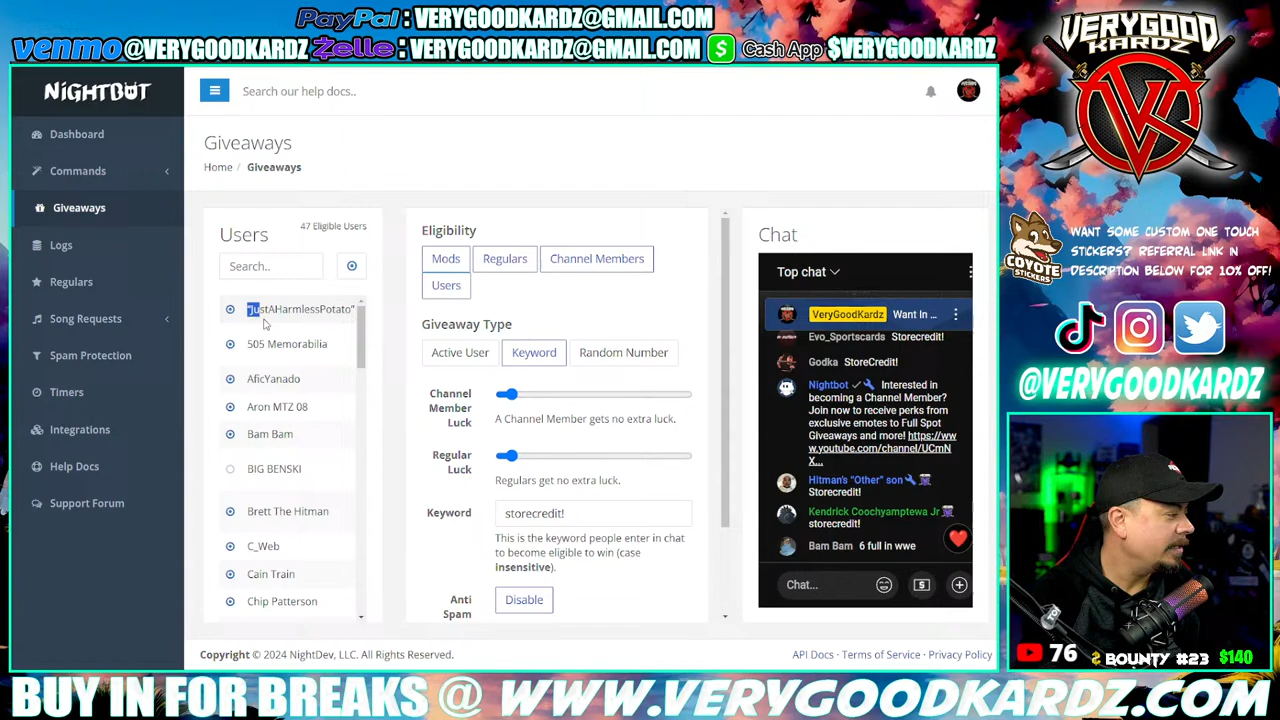 PayPal : VERYGOODKARDZ@GMAIL.COM
venmo @VERYGOODKARDZ Zelle : VERYGOODKARDZ@GMAIL.COM $ Cash App $VERYGOODKARDZ
VERYGOOD
KARDZ
NiGHTBOT
Search our help docs..
Dashboard
Commands
Giveaways
Logs
Regulars
Song Requests
Spam Protection
Timers
Integrations
Help Docs
Support Forum
Giveaways
Home / Giveaways
Users
47 Eligible Users
Search..
"JustAHarmlessPotato"
505 Memorabilia
AficYanado
Aron MTZ 08
Bam Bam
BIG BENSKI
Brett The Hitman
C_Web
Cain Train
Chip Patterson
Eligibility
Mods
Regulars
Channel Members
Users
Giveaway Type
Active User
Keyword
Random Number
Channel
Member
Luck
A Channel Member gets no extra luck.
Regular
Luck
Regulars get no extra luck.
Keyword
storecredit!
This is the keyword people enter in chat
to become eligible to win (case
insensitive).
Anti
Spam
Disable
Chat
Top chat
VeryGoodKardz Want In ...
Evo_Sportscards Storecredit!
Godka StoreCredit!
Nightbot Interested in
becoming a Channel Member?
Join now to receive perks from
exclusive emotes to Full Spot
Giveaways and more! https://ww
w.youtube.com/channel/UCmN
X...
Hitman's "Other" son
Storecredit!
Kendrick Coochyamptewa Jr
storecredit!
Bam Bam 6 full in wwe
Chat...
Copyright © 2024 NightDev, LLC. All Rights Reserved.
API Docs - Terms of Service - Privacy Policy
COYOTE
STICKERS
WANT SOME CUSTOM ONE TOUCH
STICKERS? REFERRAL LINK IN
DESCRIPTION BELOW FOR 10% OFF!
@VERYGOODKARDZ
76
BOUNTY #23 $140
BUY IN FOR BREAKS @ WWW.VERYGOODKARDZ.COM